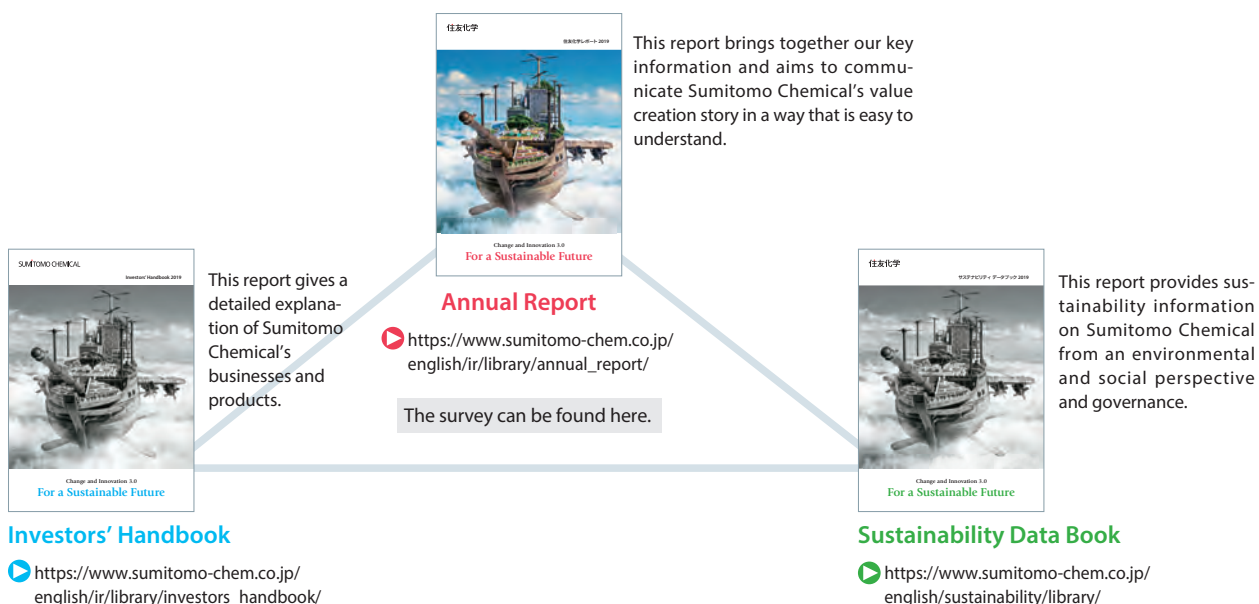 住友化学
住友化学レポート 2019
Change and Innovation 3.0
For a Sustainable Future
This report brings together our key
information and aims to commu-
nicate Sumitomo Chemical's value
creation story in a way that is easy to
understand.
Annual Report
https://www.sumitomo-chem.co.jp/
english/ir/library/annual_report/
The survey can be found here.
SUMITOMO CHEMICAL
Investors' Handbook 2019
Change and Innovation 3.0
For a Sustainable Future
This report gives a
detailed explana-
tion of Sumitomo
Chemical's
businesses and
products.
Investors' Handbook
https://www.sumitomo-chem.co.jp/
english/ir/library/investors_handbook/
住友化学
サステナビリティ データブック 2019
Change and Innovation 3.0
For a Sustainable Future
This report provides sus-
tainability information
on Sumitomo Chemical
from an environmental
and social perspective
and governance.
Sustainability Data Book
https://www.sumitomo-chem.co.jp/
english/sustainability/library/